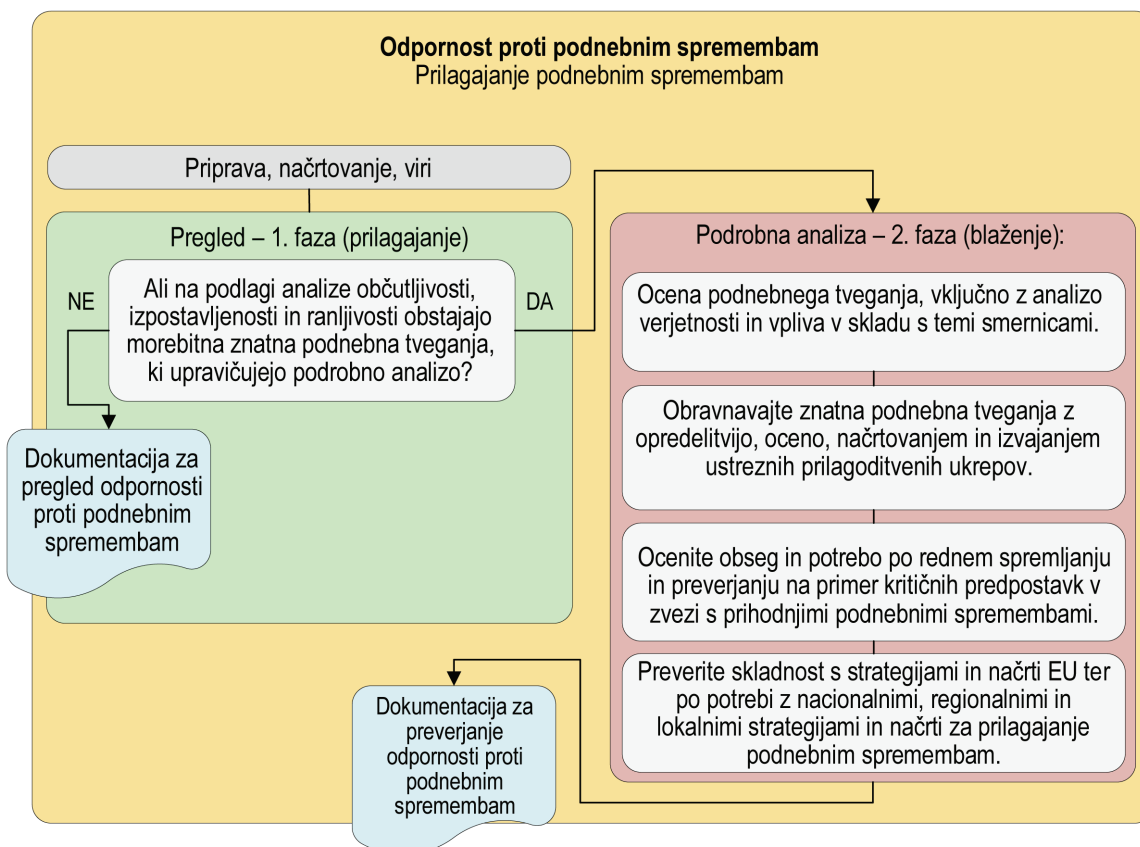 Odpornost proti podnebnim spremembam
Prilagajanje podnebnim spremembam
Priprava, načrtovanje, viri
Pregled – 1. faza (prilagajanje)
NE
Ali na podlagi analize občutljivosti,
izpostavljenosti in ranljivosti obstajajo
morebitna znatna podnebna tveganja,
ki upravičujejo podrobno analizo?
DA
Dokumentacija za
pregled odpornosti
proti podnebnim
spremembam
Podrobna analiza – 2. faza (blaženje):
Ocena podnebnega tveganja, vključno z analizo
verjetnosti in vpliva v skladu s temi smernicami.
Obravnavajte znatna podnebna tveganja z
opredelitvijo, oceno, načrtovanjem in izvajanjem
ustreznih prilagoditvenih ukrepov.
Ocenite obseg in potrebo po rednem spremljanju
in preverjanju na primer kritičnih predpostavk v
zvezi s prihodnjimi podnebnimi spremembami.
Preverite skladnost s strategijami in načrti EU ter
po potrebi z nacionalnimi, regionalnimi in
lokalnimi strategijami in načrti za prilagajanje
podnebnim spremembam.
Dokumentacija za
preverjanje
odpornosti proti
podnebnim
spremembam